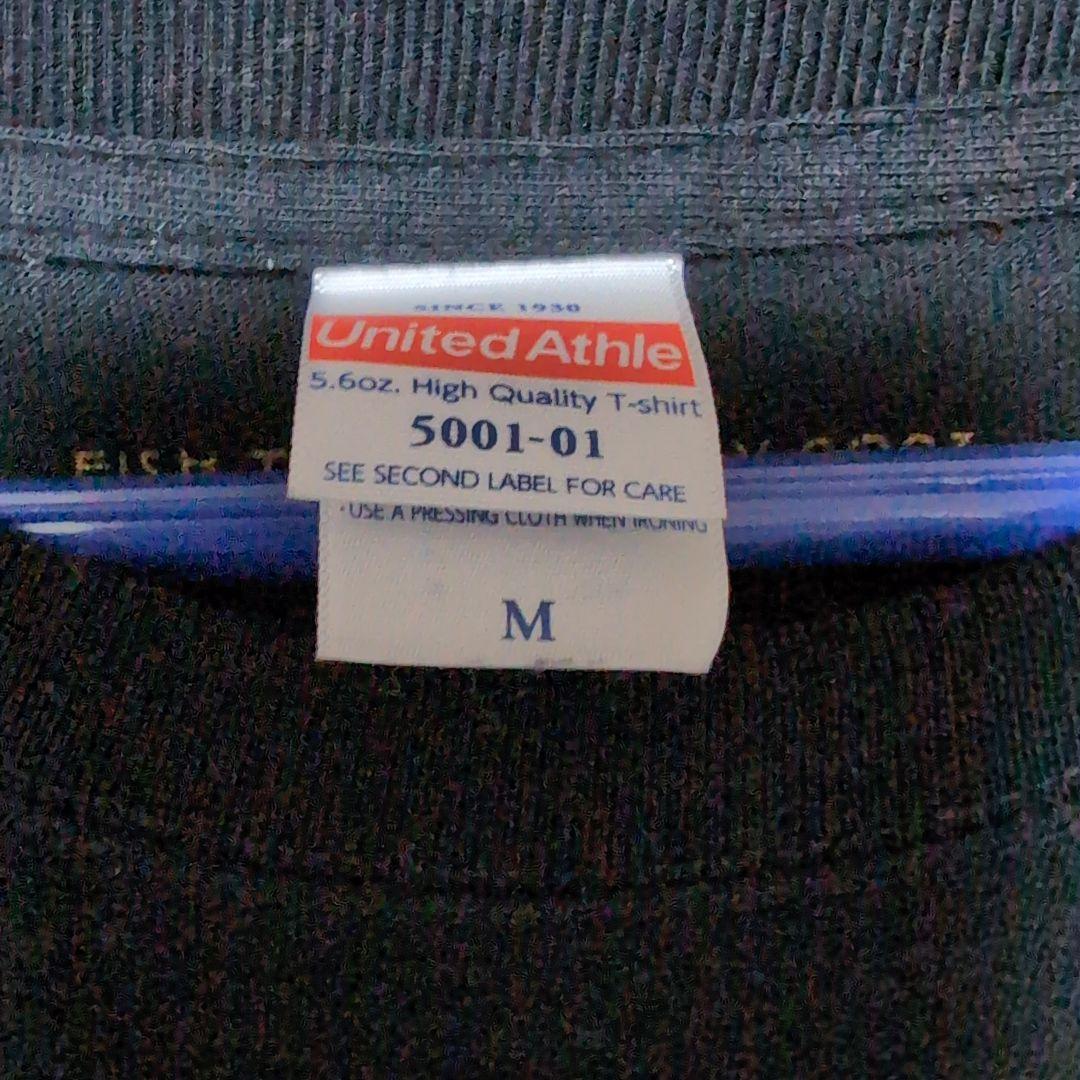 SINCE 1930
United Athle
5.6oz. High Quality T-shirt
5001-01
SEE SECOND LABEL FOR CARE
• USE A PRESSING CLOTH WHEN IRONING
M
FISH